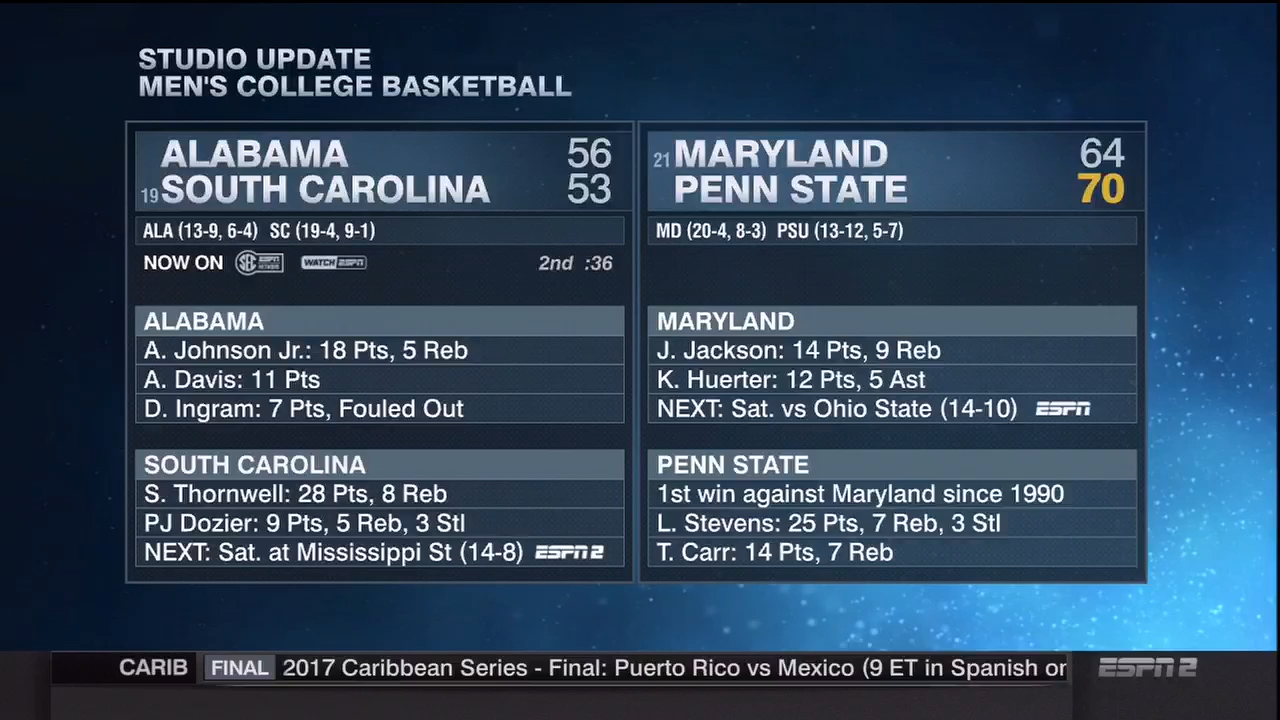 STUDIO UPDATE
MEN'S COLLEGE BASKETBALL
ALABAMA 56
19 SOUTH CAROLINA 53
ALA (13-9, 6-4) SC (19-4, 9-1)
NOW ON SEC ESPN NETWORK WATCH ESPN 2nd :36
ALABAMA
A. Johnson Jr.: 18 Pts, 5 Reb
A. Davis: 11 Pts
D. Ingram: 7 Pts, Fouled Out
SOUTH CAROLINA
S. Thornwell: 28 Pts, 8 Reb
PJ Dozier: 9 Pts, 5 Reb, 3 Stl
NEXT: Sat. at Mississippi St (14-8) ESPN2
21 MARYLAND 64
PENN STATE 70
MD (20-4, 8-3) PSU (13-12, 5-7)
MARYLAND
J. Jackson: 14 Pts, 9 Reb
K. Huerter: 12 Pts, 5 Ast
NEXT: Sat. vs Ohio State (14-10) ESPN
PENN STATE
1st win against Maryland since 1990
L. Stevens: 25 Pts, 7 Reb, 3 Stl
T. Carr: 14 Pts, 7 Reb
CARIB FINAL 2017 Caribbean Series - Final: Puerto Rico vs Mexico (9 ET in Spanish or ESPN2